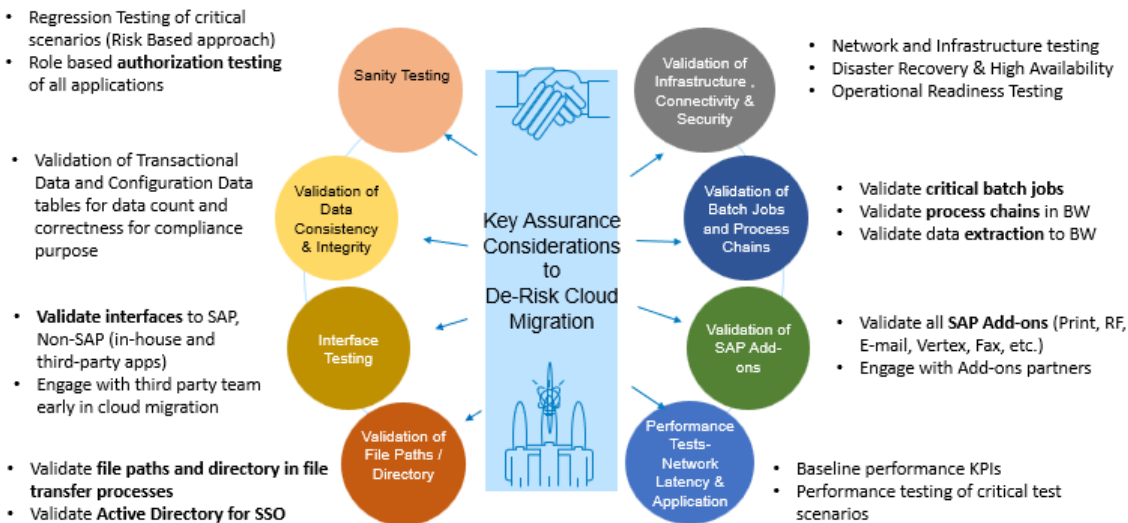 • Regression Testing of critical
scenarios (Risk Based approach)
• Role based authorization testing
of all applications
Sanity Testing
• Validation of Transactional
Data and Configuration Data
tables for data count and
correctness for compliance
purpose
Validation of
Data
Consistency
& Integrity
• Validate interfaces to SAP,
Non-SAP (in-house and
third-party apps)
• Engage with third party team
early in cloud migration
Interface
Testing
• Validate file paths and directory in file
transfer processes
• Validate Active Directory for SSO
Validation of
File Paths /
Directory
Key Assurance
Considerations
to
De-Risk Cloud
Migration
Validation of
Infrastructure ,
Connectivity &
Security
• Network and Infrastructure testing
• Disaster Recovery & High Availability
• Operational Readiness Testing
Validation of
Batch Jobs
and Process
Chains
• Validate critical batch jobs
• Validate process chains in BW
• Validate data extraction to BW
Validation of
SAP Add-
ons
• Validate all SAP Add-ons (Print, RF,
E-mail, Vertex, Fax, etc.)
• Engage with Add-ons partners
Performance
Tests-
Network
Latency &
Application
• Baseline performance KPIs
• Performance testing of critical test
scenarios